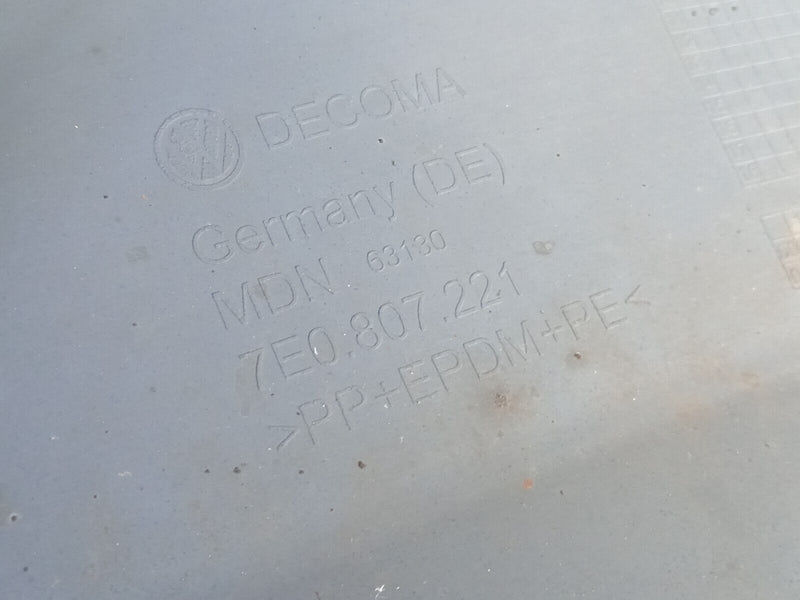 DECOMA
Germany (DE)
MDN 63130
7E0.807.221
>PP+EPDM+PE<